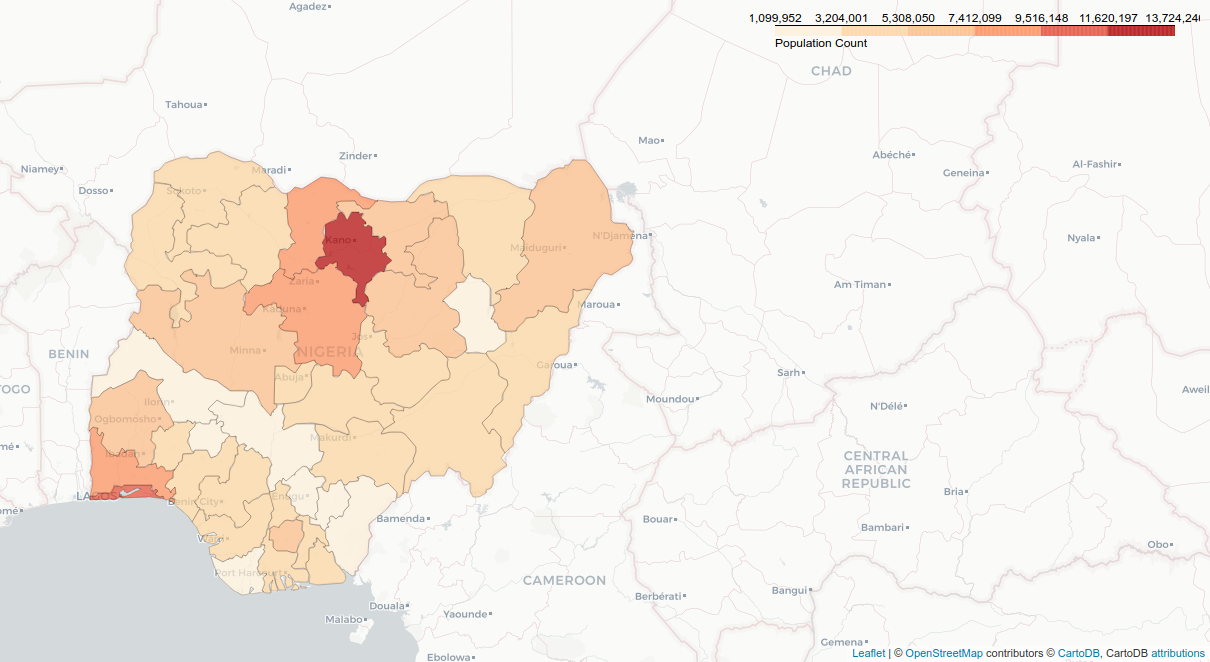 Agadez
1,099,952 3,204,001 5,308,050 7,412,099 9,516,148 11,620,197 13,724,24
Population Count
CHAD
Tahoua
Mao
Zinder
Abéché
Al-Fashir
Niamey
Maradi
Geneina
Dosso
Sokoto
N'Djamena
Nyala
Kano
Maiduguri
Zaria
Am Timan
Kaduna
Maroua
Jos
BENIN
Minna
NIGERIA
Garoua
Abuja
Sarh
TOGO
Ilorin
Moundou
N'Délé
Aweil
Ogbomosho
Makurdi
mé
Ibadan
CENTRAL
AFRICAN
REPUBLIC
LAGOS
Enugu
Bria
Benin City
omé
Bamenda
Bouar
Bambari
Warri
Obo
Port Harcourt
CAMEROON
Bangui
Berbérati
Douala
Yaounde
Malabo
Gemena
Ebolowa
Leaflet | © OpenStreetMap contributors © CartoDB, CartoDB attributions